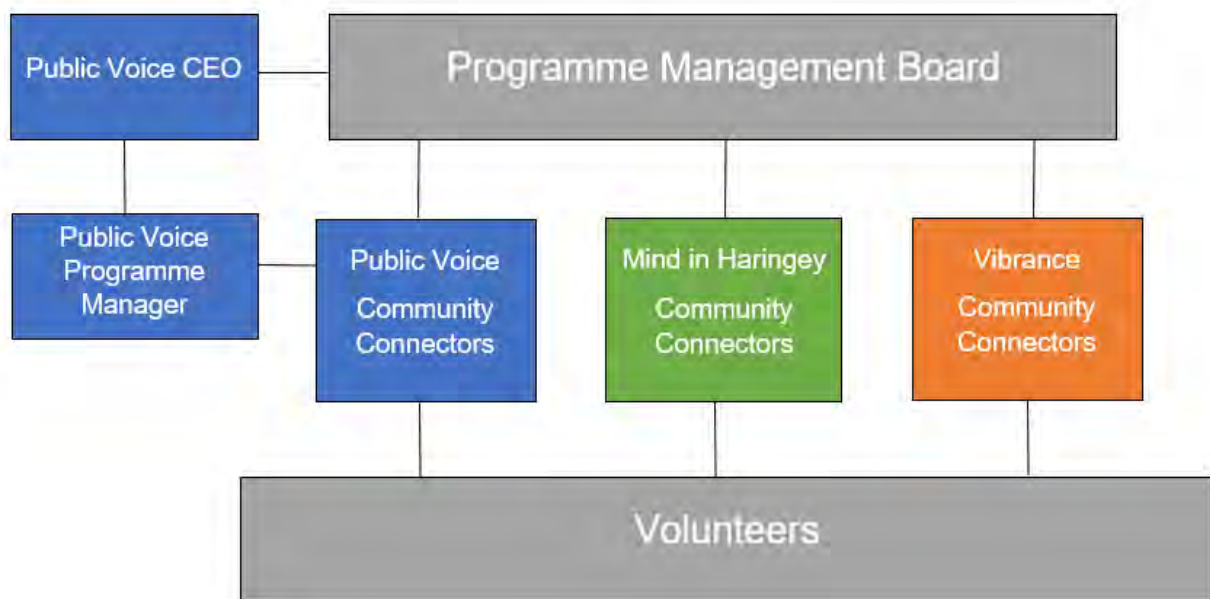 Public Voice CEO
Programme Management Board
Public Voice
Programme
Manager
Public Voice
Community
Connectors
Mind in Haringey
Community
Connectors
Vibrance
Community
Connectors
Volunteers